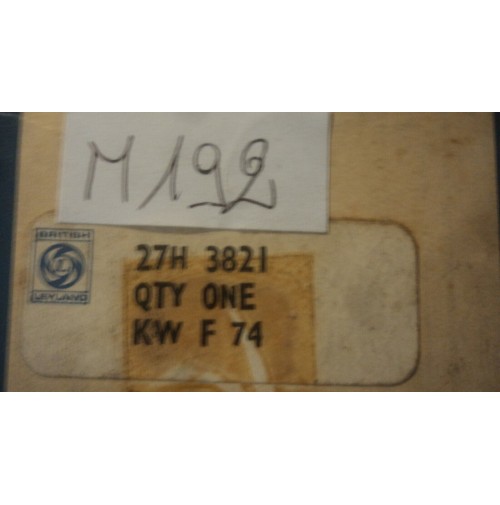 M192
BRITISH
LEYLAND
27H 3821
QTY ONE
KW F 74